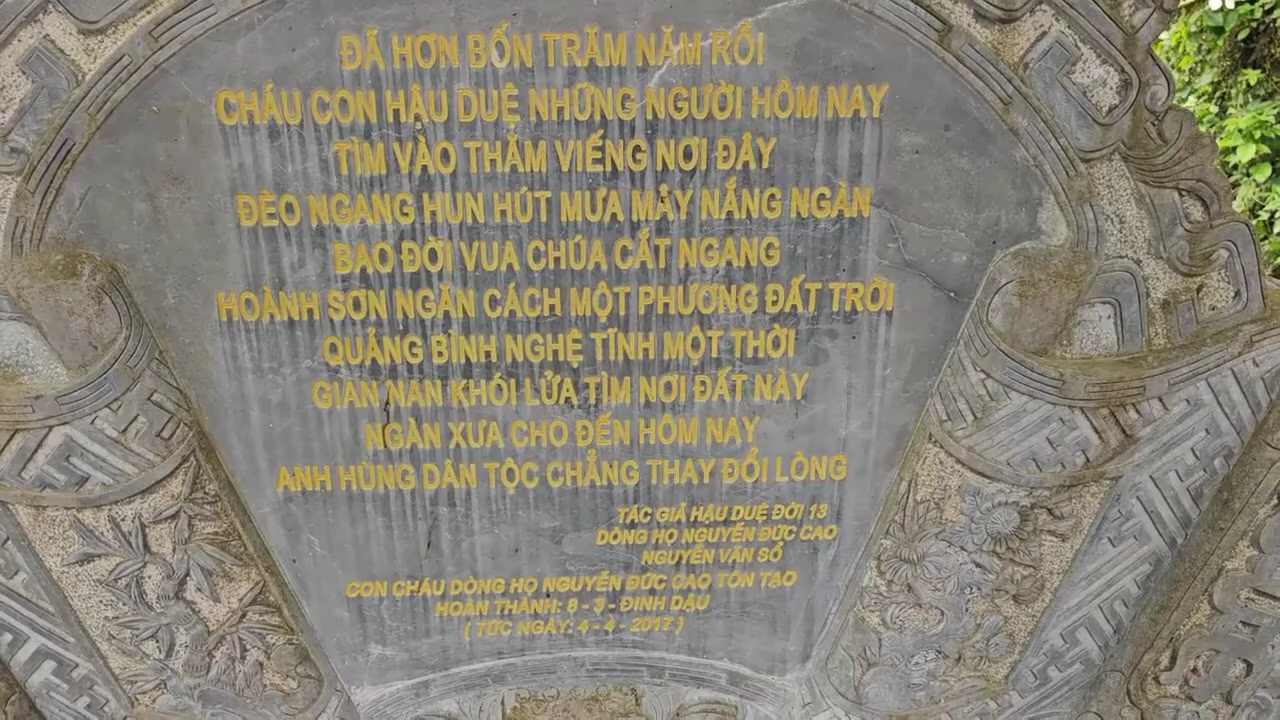 ĐÃ HƠN BỐN TRĂM NĂM RỒI
CHÁU CON HẬU DUỆ NHỮNG NGƯỜI HÔM NAY
TÌM VÀO THĂM VIẾNG NƠI ĐÂY
ĐÈO NGANG HUN HÚT MƯA MÂY NẮNG NGÀN
BAO ĐỜI VUA CHÚA CẮT NGANG
HOÀNH SƠN NGĂN CÁCH MỘT PHƯƠNG ĐẤT TRỜI
QUẢNG BÌNH NGHỆ TĨNH MỘT THỜI
GIAN NAN KHÓI LỬA TÌM NƠI ĐẤT NÀY
NGÀN XƯA CHO ĐẾN HÔM NAY
ANH HÙNG DÂN TỘC CHẲNG THAY ĐỔI LÒNG
TÁC GIẢ HẬU DUỆ ĐỜI 13
DÒNG HỌ NGUYỄN ĐỨC CAO
NGUYỄN VĂN SỔ
CON CHÁU DÒNG HỌ NGUYỄN ĐỨC CAO TÔN TẠO
HOÀN THÀNH: 8 - 3 - ĐINH DẬU
( TỨC NGÀY: 4 - 4 - 2017 )